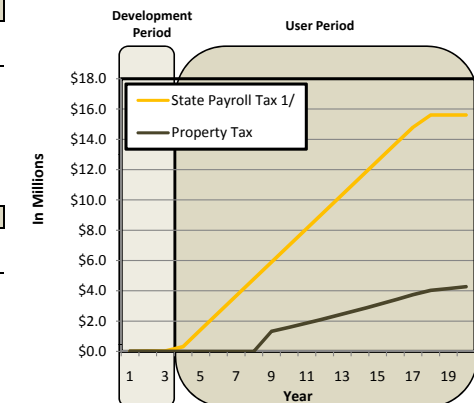 Development
Period
User Period
$18.0
$16.0
$14.0
$12.0
$10.0
$8.0
$6.0
$4.0
$2.0
$0.0
In Millions
State Payroll Tax 1/
Property Tax
1 3 5 7 9 11 13 15 17 19
Year